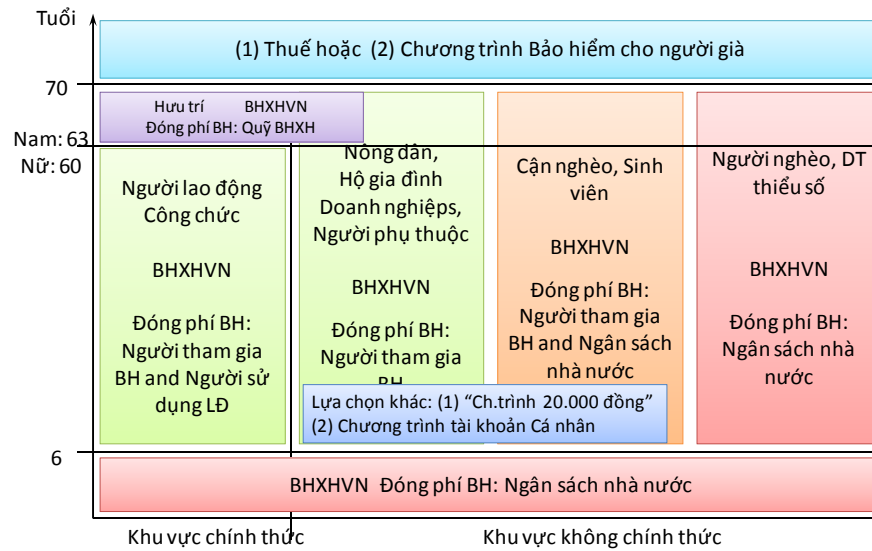 Tuổi
(1) Thuế hoặc (2) Chương trình Bảo hiểm cho người già
70
Hưu trí BHXHVN
Đóng phí BH: Quỹ BHXH
Nam: 63
Nữ: 60
Người lao động
Công chức
BHXHVN
Đóng phí BH:
Người tham gia
BH and Người sử
dụng LĐ
Nông dân,
Hộ gia đình
Doanh nghiệps,
Người phụ thuộc
BHXHVN
Đóng phí BH:
Người tham gia
BH
Cận nghèo, Sinh
viên
BHXHVN
Đóng phí BH:
Người tham gia
BH and Ngân sách
nhà nước
Người nghèo, DT
thiểu số
BHXHVN
Đóng phí BH:
Ngân sách nhà
nước
Lựa chọn khác: (1) “Ch.trình 20.000 đồng”
(2) Chương trình tài khoản Cá nhân
6
BHXHVN Đóng phí BH: Ngân sách nhà nước
Khu vực chính thức
Khu vực không chính thức